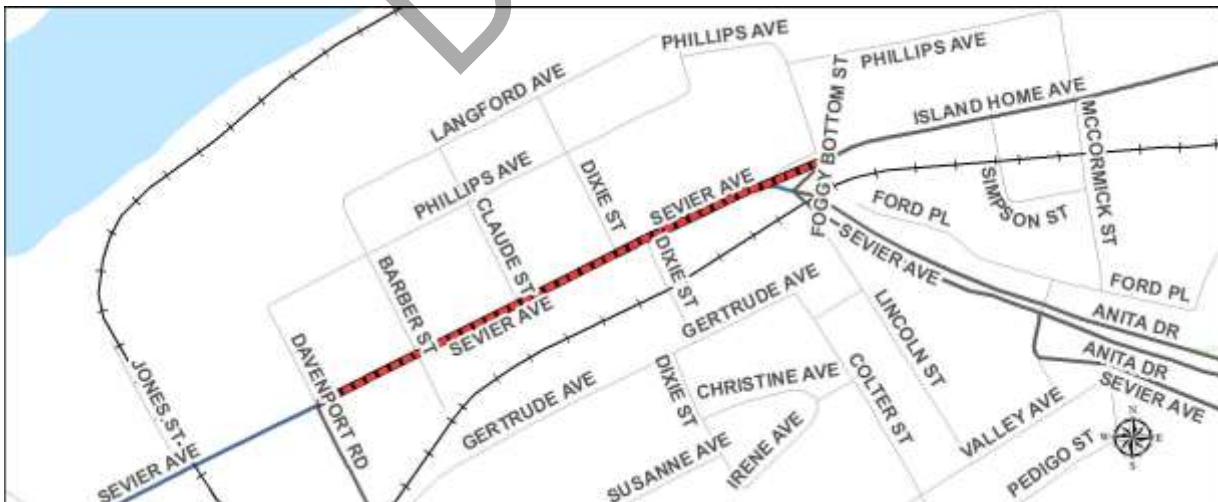 PHILLIPS AVE
PHILLIPS AVE
LANGFORD AVE
ISLAND HOME AVE
FOGGY BOTTOM ST
MCCORMICK ST
PHILLIPS AVE
DIXIE ST
SEVIER AVE
SIMPSON ST
CLAUDE ST
FORD PL
BARBER ST
DIXIE ST
SEVIER AVE
SEVIER AVE
GERTRUDE AVE
FORD PL
LINCOLN ST
ANITA DR
DAVENPORT RD
JONES ST
GERTRUDE AVE
DIXIE ST
CHRISTINE AVE
COLTER ST
ANITA DR
SEVIER AVE
VALLEY AVE
IRENE AVE
SUSANNE AVE
PEDIGO ST
SEVIER AVE
N
W
E
S